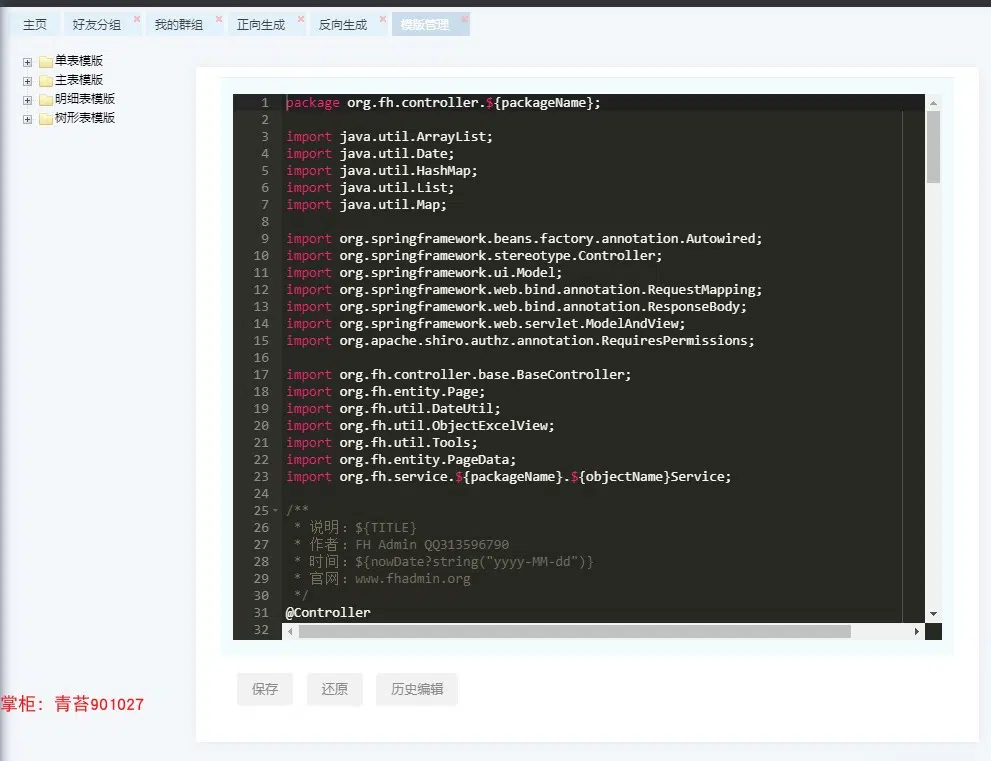 主页 好友分组 我的群组 正向生成 反向生成 模版管理
单表模版
主表模版
明细表模版
树形表模版
1 package org.fh.controller.${packageName};
2
3 import java.util.ArrayList;
4 import java.util.Date;
5 import java.util.HashMap;
6 import java.util.List;
7 import java.util.Map;
8
9 import org.springframework.beans.factory.annotation.Autowired;
10 import org.springframework.stereotype.Controller;
11 import org.springframework.ui.Model;
12 import org.springframework.web.bind.annotation.RequestMapping;
13 import org.springframework.web.bind.annotation.ResponseBody;
14 import org.springframework.web.servlet.ModelAndView;
15 import org.apache.shiro.authz.annotation.RequiresPermissions;
16
17 import org.fh.controller.base.BaseController;
18 import org.fh.entity.Page;
19 import org.fh.util.DateUtil;
20 import org.fh.util.ObjectExcelView;
21 import org.fh.util.Tools;
22 import org.fh.entity.PageData;
23 import org.fh.service.${packageName}.${objectName}Service;
24
25 /**
26 * 说明：${TITLE}
27 * 作者：FH Admin QQ313596790
28 * 时间：${nowDate?string("yyyy-MM-dd")}
29 * 官网：www.fhadmin.org
30 */
31 @Controller
32
保存 还原 历史编辑
掌柜：青苔901027